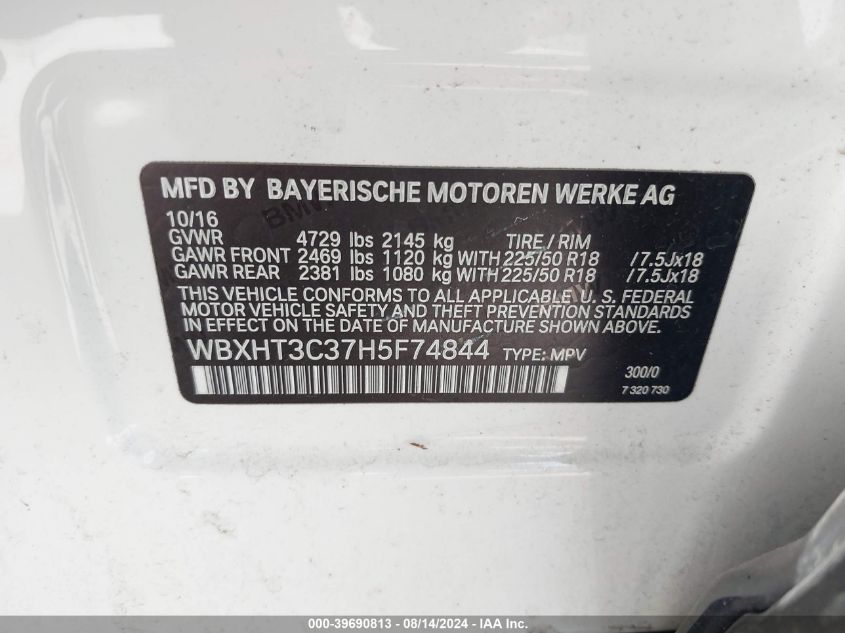 MFD BY BAYERISCHE MOTOREN WERKE AG
10/16
GVWR 4729 lbs 2145 kg TIRE / RIM
GAWR FRONT 2469 lbs 1120 kg WITH 225/50 R18 /7.5Jx18
GAWR REAR 2381 lbs 1080 kg WITH 225/50 R18 /7.5Jx18
THIS VEHICLE CONFORMS TO ALL APPLICABLE U. S. FEDERAL
MOTOR VEHICLE SAFETY AND THEFT PREVENTION STANDARDS
IN EFFECT ON THE DATE OF MANUFACTURE SHOWN ABOVE.
WBXHT3C37H5F74844 TYPE: MPV
300/0
7 320 730
000-39690813 - 08/14/2024 - IAA Inc.